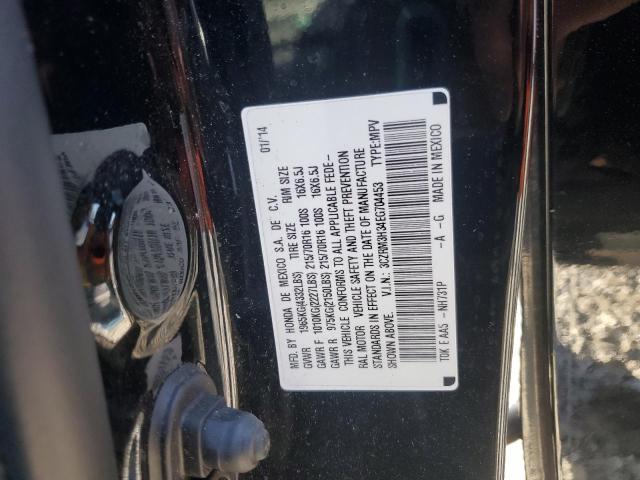 MFD. BY HONDA DE MEXICO S.A. DE C.V. 01/'14
TIRE SIZE RIM SIZE
GVWR 1965KG(4332LBS)
GAWR F 1010KG(2227LBS) 215/70R16 100S 16X6.5J
GAWR R 975KG(2150LBS) 215/70R16 100S 16X6.5J
THIS VEHICLE CONFORMS TO ALL APPLICABLE FEDE-
RAL MOTOR VEHICLE SAFETY AND THEFT PREVENTION
STANDARDS IN EFFECT ON THE DATE OF MANUFACTURE
SHOWN ABOVE. V.I.N.: 3CZRM3H34EG704453 TYPE:MPV
TDK E AA5 -NH731P -A -G MADE IN MEXICO